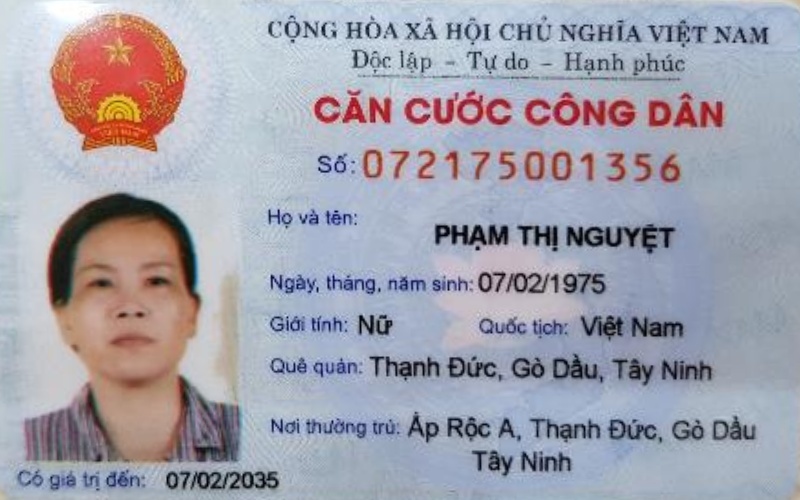 CỘNG HÒA XÃ HỘI CHỦ NGHĨA VIỆT NAM
Độc lập - Tự do - Hạnh phúc
CĂN CƯỚC CÔNG DÂN
Số: 072175001356
Họ và tên:
PHẠM THỊ NGUYỆT
Ngày, tháng, năm sinh: 07/02/1975
Giới tính: Nữ Quốc tịch: Việt Nam
Quê quán: Thạnh Đức, Gò Dầu, Tây Ninh
Nơi thường trú: Ấp Rộc A, Thạnh Đức, Gò Dầu
Tây Ninh
Có giá trị đến: 07/02/2035